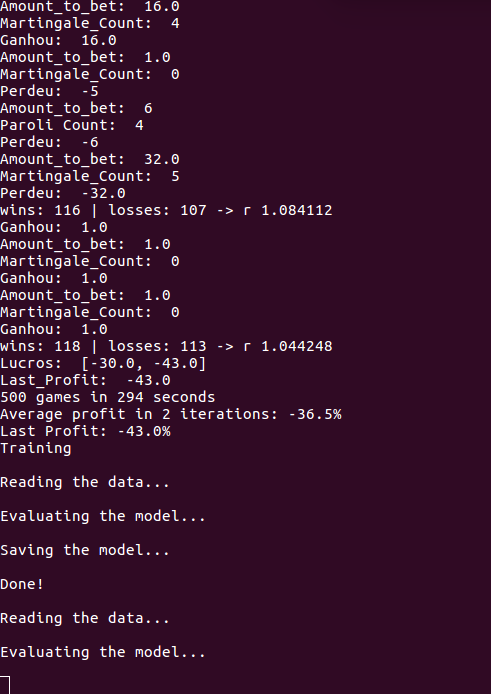 Amount_to_bet:  16.0
Martingale_Count:  4
Ganhou:  16.0
Amount_to_bet:  1.0
Martingale_Count:  0
Perdeu:  -5
Amount_to_bet:  6
Paroli Count:  4
Perdeu:  -6
Amount_to_bet:  32.0
Martingale_Count:  5
Perdeu:  -32.0
wins: 116 | losses: 107 -> r 1.084112
Ganhou:  1.0
Amount_to_bet:  1.0
Martingale_Count:  0
Ganhou:  1.0
Amount_to_bet:  1.0
Martingale_Count:  0
Ganhou:  1.0
wins: 118 | losses: 113 -> r 1.044248
Lucros:  [-30.0, -43.0]
Last_Profit:  -43.0
500 games in 294 seconds
Average profit in 2 iterations: -36.5%
Last Profit: -43.0%
Training
Reading the data...
Evaluating the model...
Saving the model...
Done!
Reading the data...
Evaluating the model...